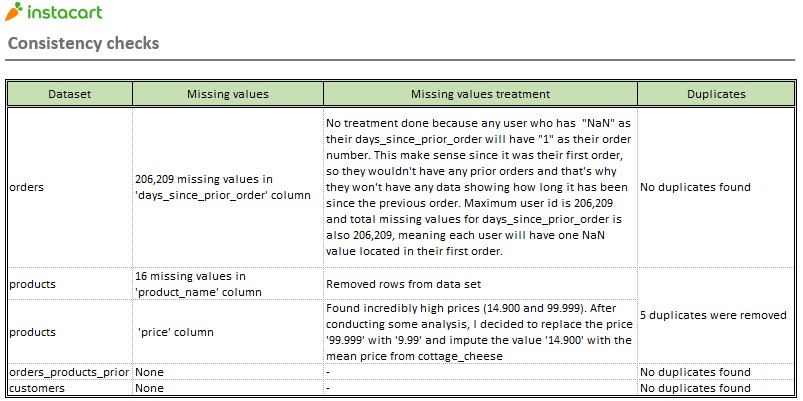 instacart
Consistency checks
Dataset Missing values Missing values treatment Duplicates
orders
206,209 missing values in
'days_since_prior_order' column
No treatment done because any user who has "NaN" as
their days_since_prior_order will have "1" as their order
number. This make sense since it was their first order,
so they wouldn't have any prior orders and that's why
they won't have any data showing how long it has been
since the previous order. Maximum user id is 206,209
and total missing values for days_since_prior_order is
also 206,209, meaning each user will have one NaN
value located in their first order.
No duplicates found
products
16 missing values in
'product_name' column
Removed rows from data set
5 duplicates were removed
products
'price' column
Found incredibly high prices (14.900 and 99.999). After
conducting some analysis, I decided to replace the price
'99.999' with '9.99' and impute the value '14.900' with the
mean price from cottage_cheese
orders_products_prior None - No duplicates found
customers None - No duplicates found